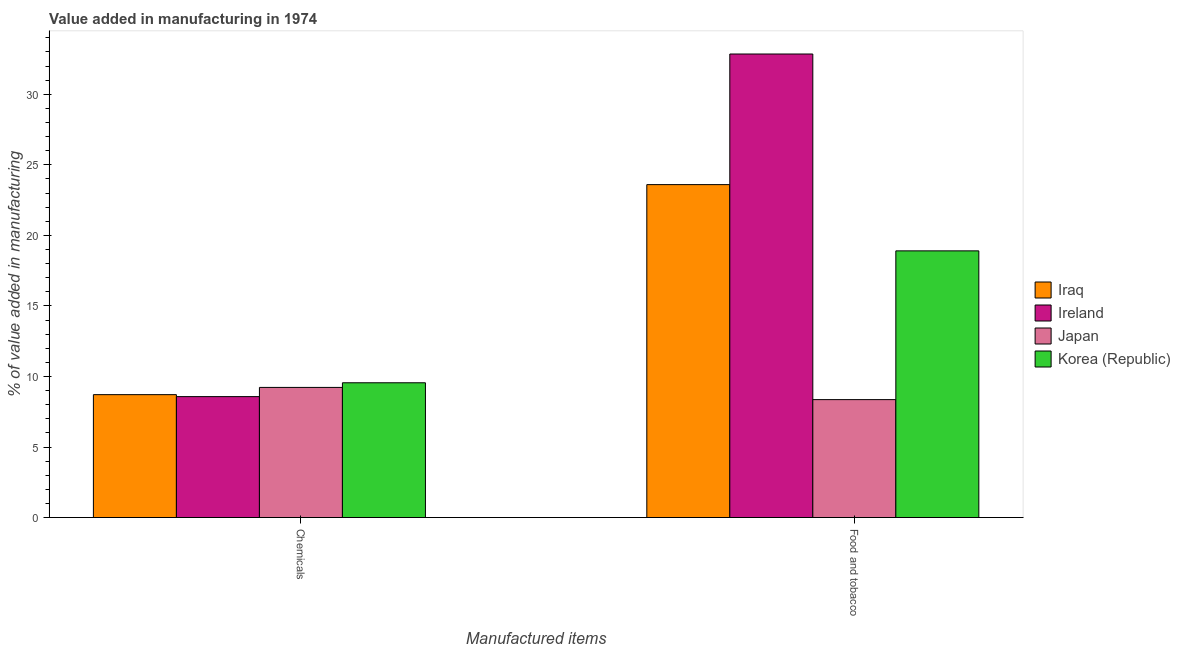 Value added in manufacturing in 1974
% of value added in manufacturing
0
5
10
15
20
25
30
Chemicals
Food and tobacco
Manufactured items
Iraq
Ireland
Japan
Korea (Republic)